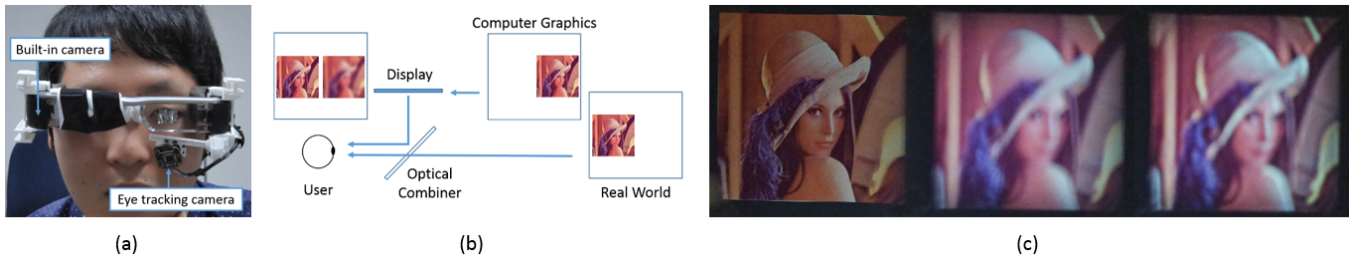 Built-in camera
Eye tracking camera
(a)
Computer Graphics
Display
User
Optical
Combiner
Real World
(b)
(c)